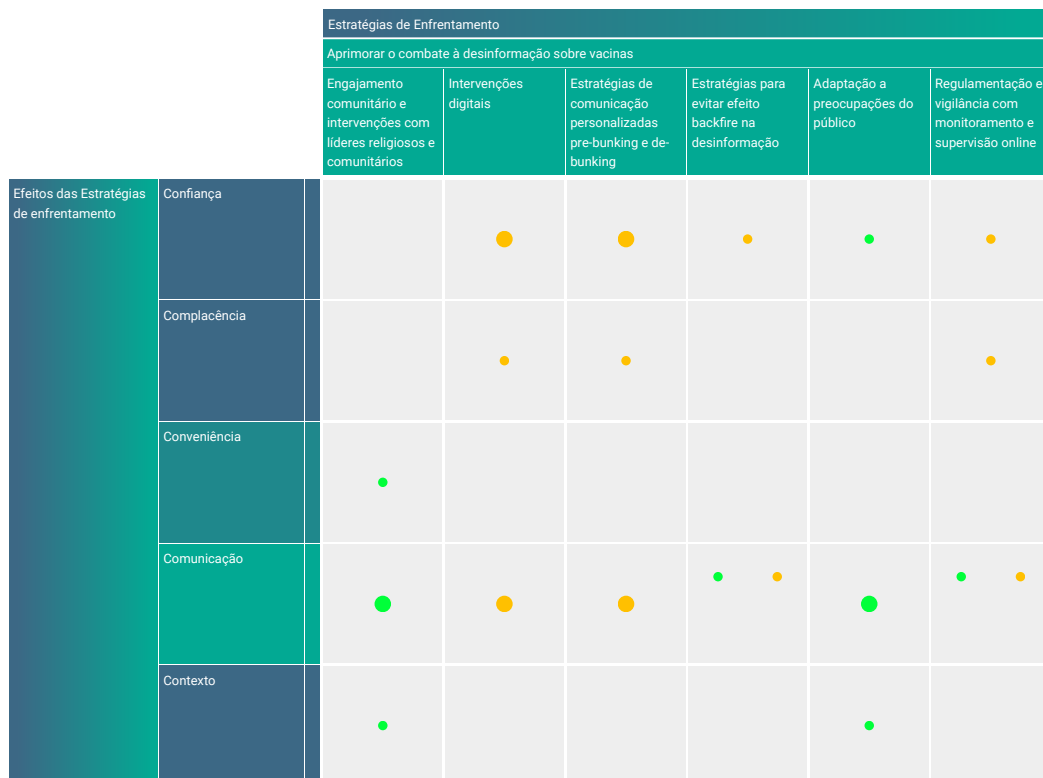 Estratégias de Enfrentamento
Aprimorar o combate à desinformação sobre vacinas
Engajamento
comunitário e
intervenções com
líderes religiosos e
comunitários
Intervenções
digitais
Estratégias de
comunicação
personalizadas
pre-bunking e de-
bunking
Estratégias para
evitar efeito
backfire na
desinformação
Adaptação a
preocupações do
público
Regulamentação e
vigilância com
monitoramento e
supervisão online
Efeitos das Estratégias
de enfrentamento
Confiança
Complacência
Conveniência
Comunicação
Contexto